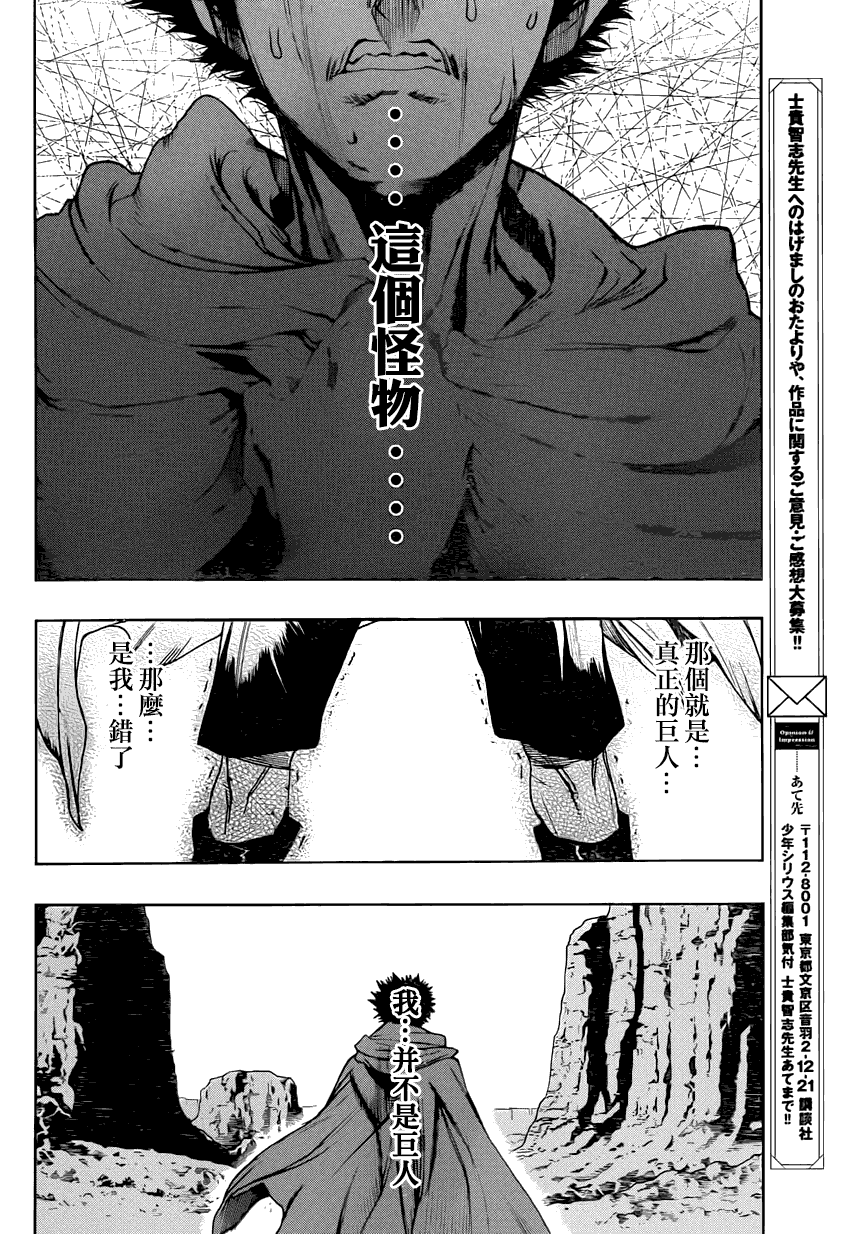 ・・・・這個怪物・・・・
那個就是…
真正的巨人…
…那麼…
是我…錯了
我…并不是巨人
士貴智志先生へのはげましのおたよりや、作品に関するご意見・ご感想大募集!!
Opinion &
Impression
……あて先
〒112-8001 東京都文京区音羽2-12-21 講談社
少年シリウス編集部気付 士貴智志先生あてまで!!